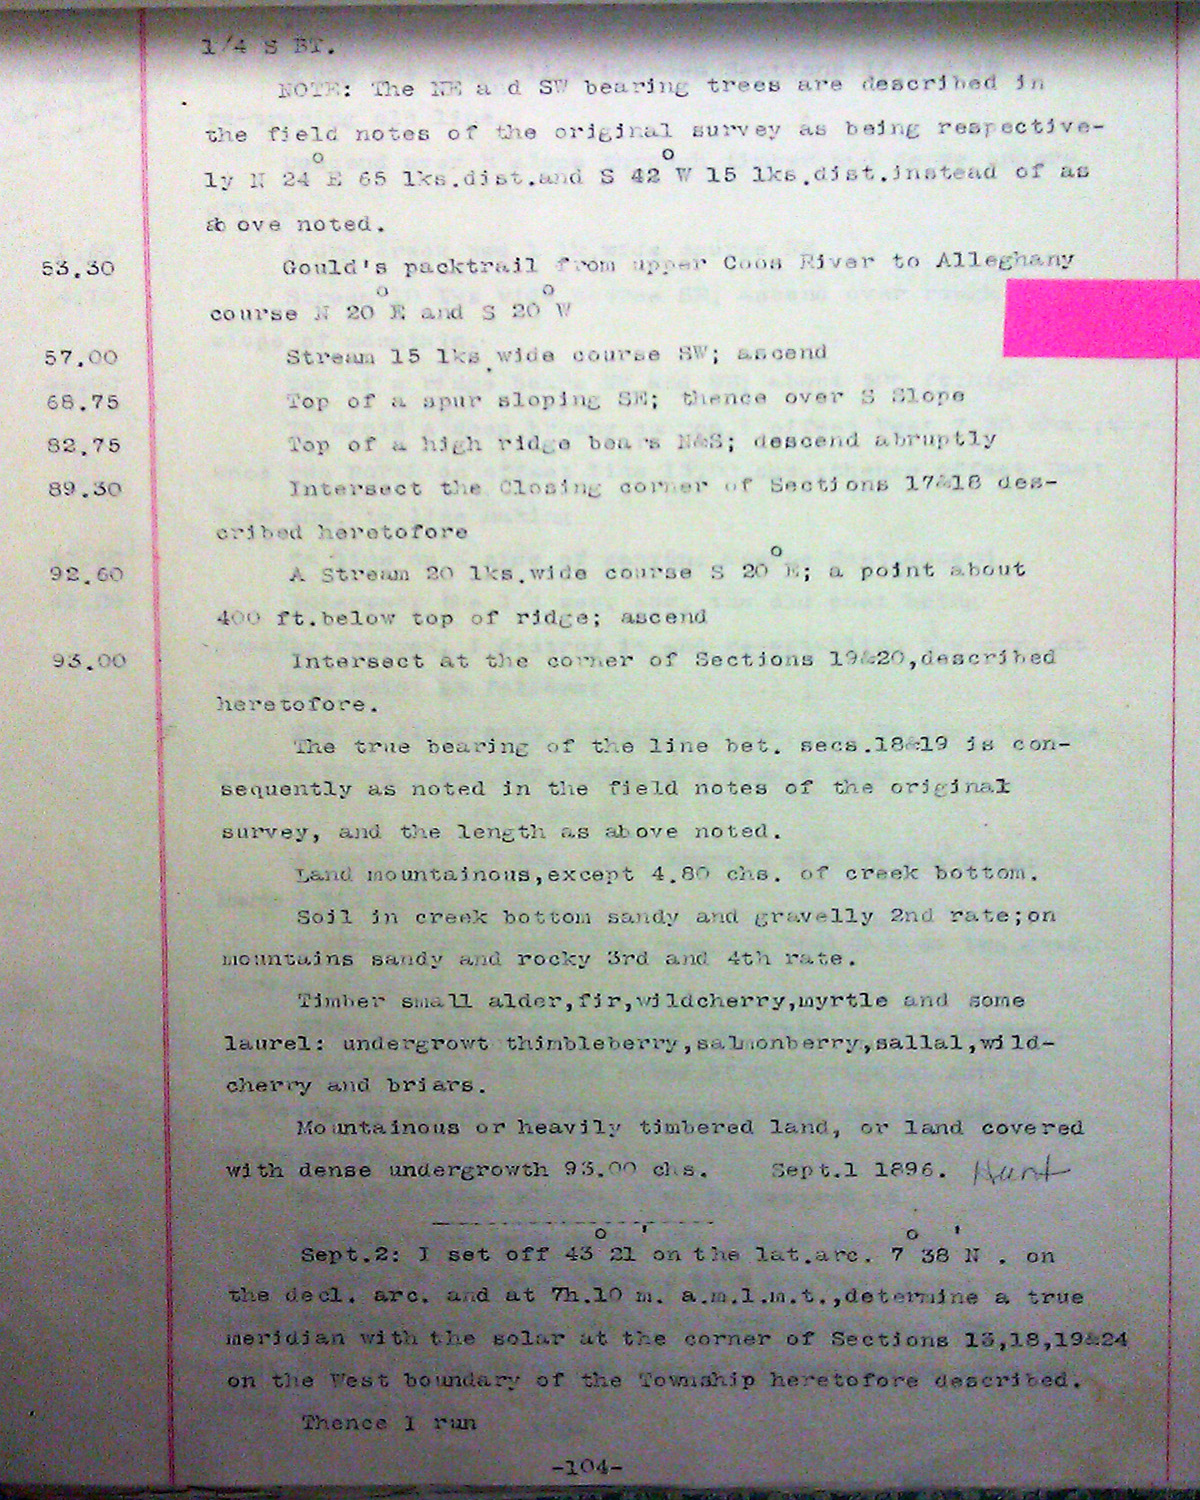 1/4 S BT.
NOTE: The NE a d SW bearing trees are described in
the field notes of the original survey as being respective-
ly N 24° E 65 lks.dist.and S 42° W 15 lks.dist.instead of as
ab ove noted.
53.30 Gould's packtrail from upper Coos River to Alleghany
course N 20° E and S 20° W
57.00 Stream 15 lks.wide course SW; ascend
68.75 Top of a spur sloping SE; thence over S Slope
82.75 Top of a high ridge bears N&S; descend abruptly
89.30 Intersect the Closing corner of Sections 17&18 des-
cribed heretofore
92.60 A Stream 20 lks.wide course S 20° E; a point about
400 ft.below top of ridge; ascend
93.00 Intersect at the corner of Sections 19&20,described
heretofore.
The true bearing of the line bet. secs.18&19 is con-
sequently as noted in the field notes of the original
survey, and the length as above noted.
Land mountainous,except 4.80 chs. of creek bottom.
Soil in creek bottom sandy and gravelly 2nd rate;on
mountains sandy and rocky 3rd and 4th rate.
Timber small alder,fir,wildcherry,myrtle and some
laurel: undergrowt thimbleberry,salmonberry,sallal,wild-
cherry and briars.
Mountainous or heavily timbered land, or land covered
with dense undergrowth 93.00 chs. Sept.1 1896. Hunt
Sept.2: I set off 43° 21' on the lat.arc. 7° 38' N . on
the decl. arc. and at 7h.10 m. a.m.l.m.t.,determine a true
meridian with the solar at the corner of Sections 13,18,19&24
on the West boundary of the Township heretofore described.
Thence I run
-104-